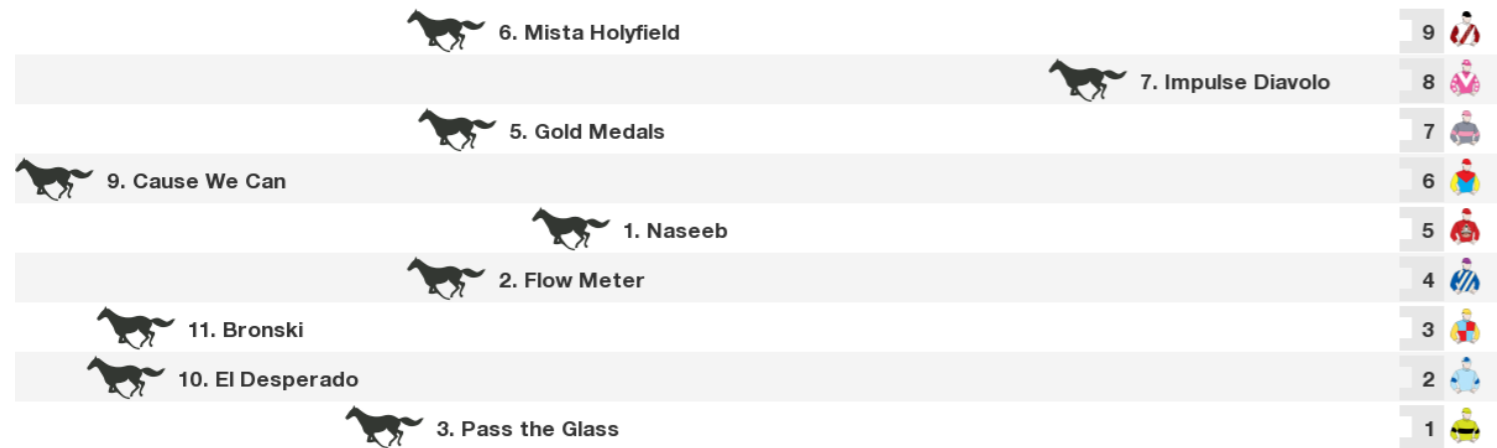 6. Mista Holyfield 9
7. Impulse Diavolo 8
5. Gold Medals 7
9. Cause We Can 6
1. Naseeb 5
2. Flow Meter 4
11. Bronski 3
10. El Desperado 2
3. Pass the Glass 1